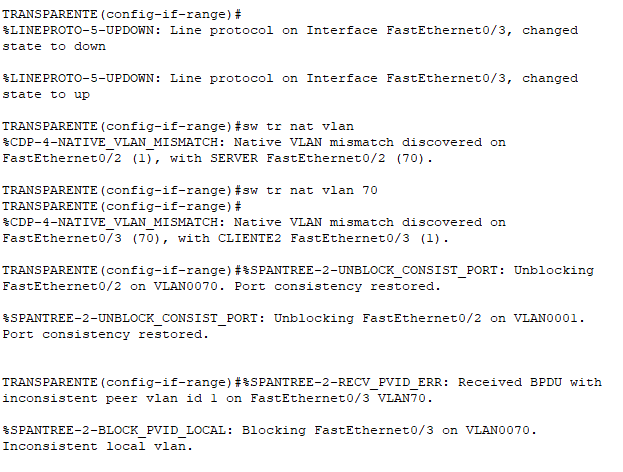 TRANSPARENTE(config-if-range)#
%LINEPROTO-5-UPDOWN: Line protocol on Interface FastEthernet0/3, changed
state to down
%LINEPROTO-5-UPDOWN: Line protocol on Interface FastEthernet0/3, changed
state to up
TRANSPARENTE(config-if-range)#sw tr nat vlan
%CDP-4-NATIVE_VLAN_MISMATCH: Native VLAN mismatch discovered on
FastEthernet0/2 (1), with SERVER FastEthernet0/2 (70).
TRANSPARENTE(config-if-range)#sw tr nat vlan 70
TRANSPARENTE(config-if-range)#
%CDP-4-NATIVE_VLAN_MISMATCH: Native VLAN mismatch discovered on
FastEthernet0/3 (70), with CLIENTE2 FastEthernet0/3 (1).
TRANSPARENTE(config-if-range)#%SPANTREE-2-UNBLOCK_CONSIST_PORT: Unblocking
FastEthernet0/2 on VLAN0070. Port consistency restored.
%SPANTREE-2-UNBLOCK_CONSIST_PORT: Unblocking FastEthernet0/2 on VLAN0001.
Port consistency restored.
TRANSPARENTE(config-if-range)#%SPANTREE-2-RECV_PVID_ERR: Received BPDU with
inconsistent peer vlan id 1 on FastEthernet0/3 VLAN70.
%SPANTREE-2-BLOCK_PVID_LOCAL: Blocking FastEthernet0/3 on VLAN0070.
Inconsistent local vlan.